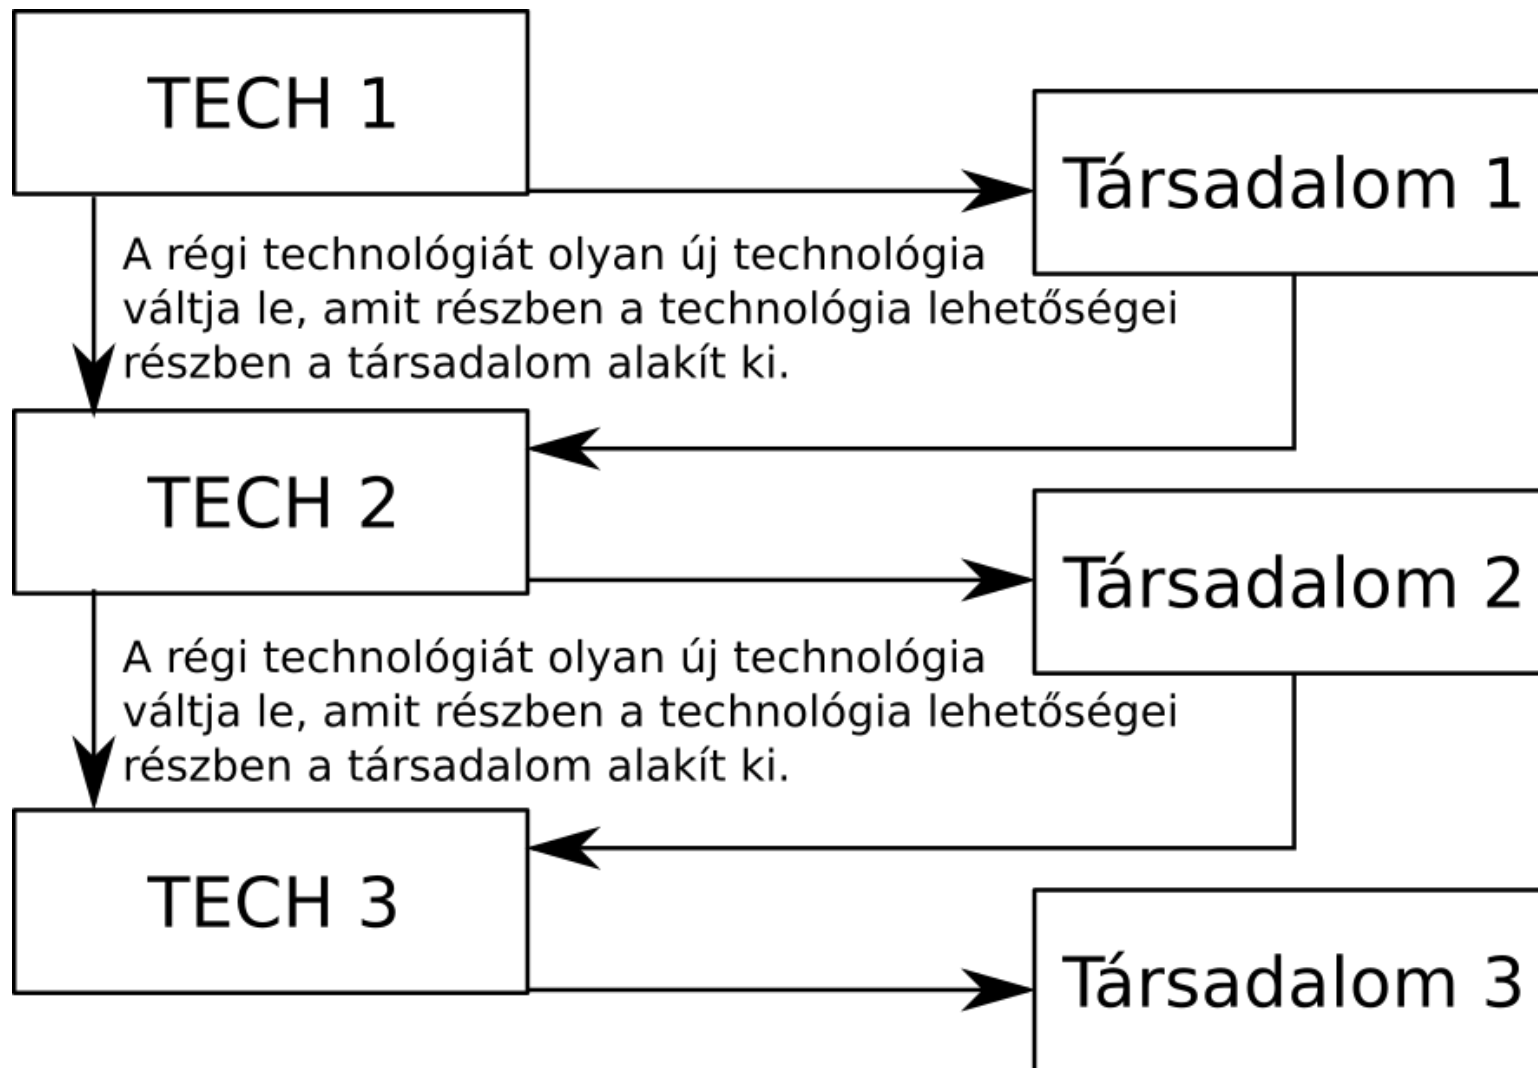 TECH 1
Társadalom 1
A régi technológiát olyan új technológia
váltja le, amit részben a technológia lehetőségei
részben a társadalom alakít ki.
TECH 2
Társadalom 2
A régi technológiát olyan új technológia
váltja le, amit részben a technológia lehetőségei
részben a társadalom alakít ki.
TECH 3
Társadalom 3